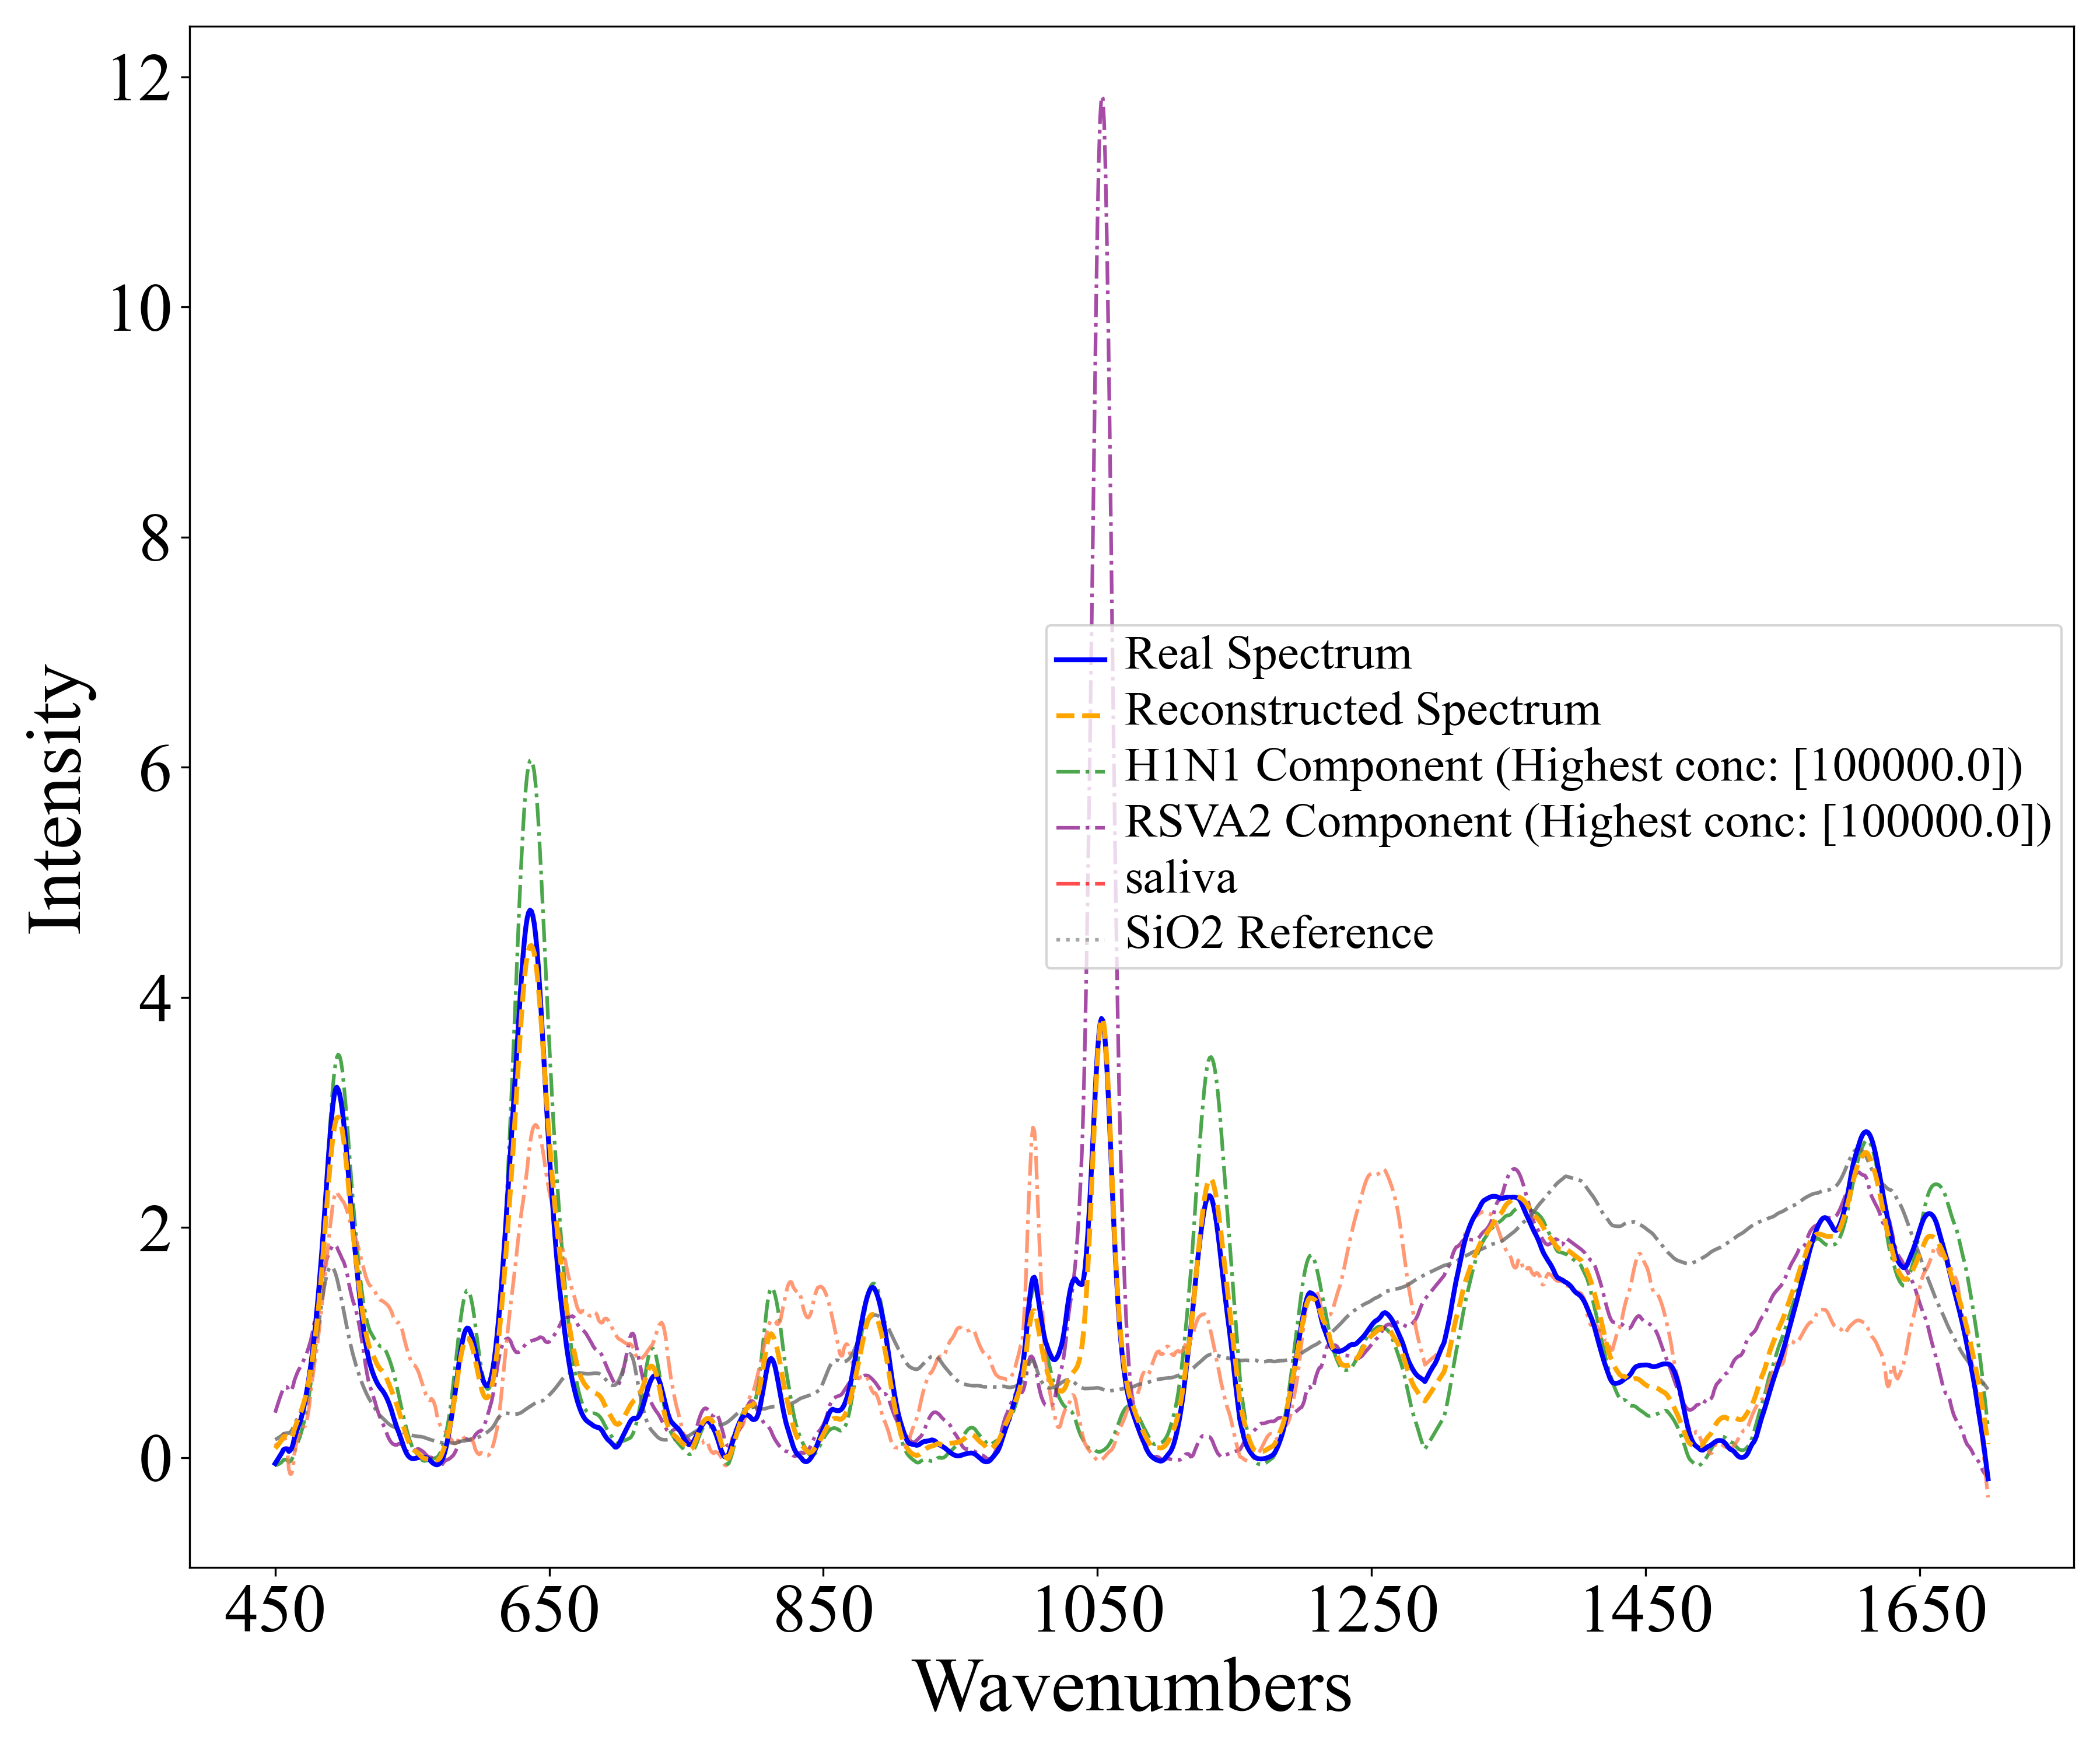 12
10
8
6
4
2
0
Intensity
Real Spectrum
Reconstructed Spectrum
H1N1 Component (Highest conc: [100000.0])
RSVA2 Component (Highest conc: [100000.0])
saliva
SiO2 Reference
450 650 850 1050 1250 1450 1650
Wavenumbers